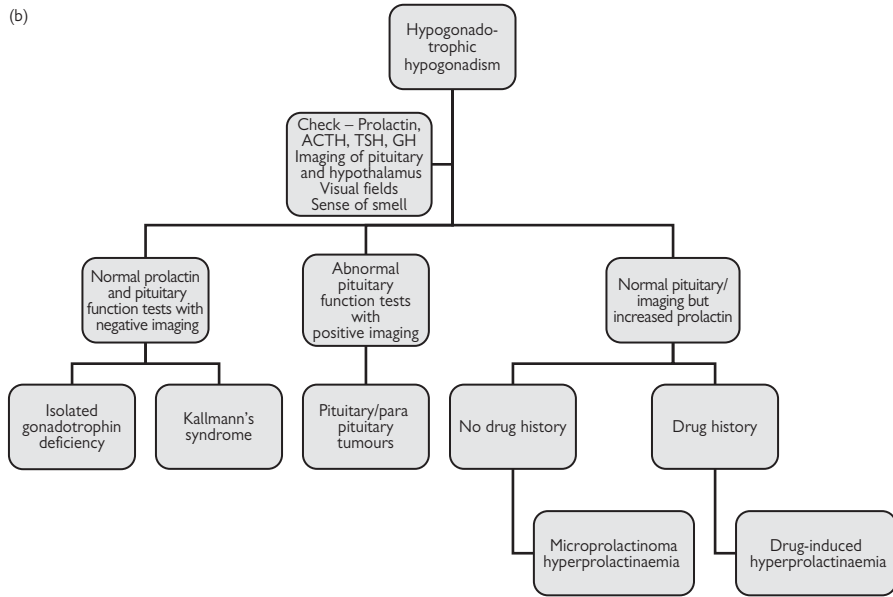 (b)
Hypogonado-
trophic
hypogonadism
Check – Prolactin,
ACTH, TSH, GH
Imaging of pituitary
and hypothalamus
Visual fields
Sense of smell
Normal prolactin
and pituitary
function tests with
negative imaging
Abnormal
pituitary
function tests
with
positive imaging
Normal pituitary/
imaging but
increased prolactin
Isolated
gonadotrophin
deficiency
Kallmann’s
syndrome
Pituitary/para
pituitary
tumours
No drug history
Drug history
Microprolactinoma
hyperprolactinaemia
Drug-induced
hyperprolactinaemia